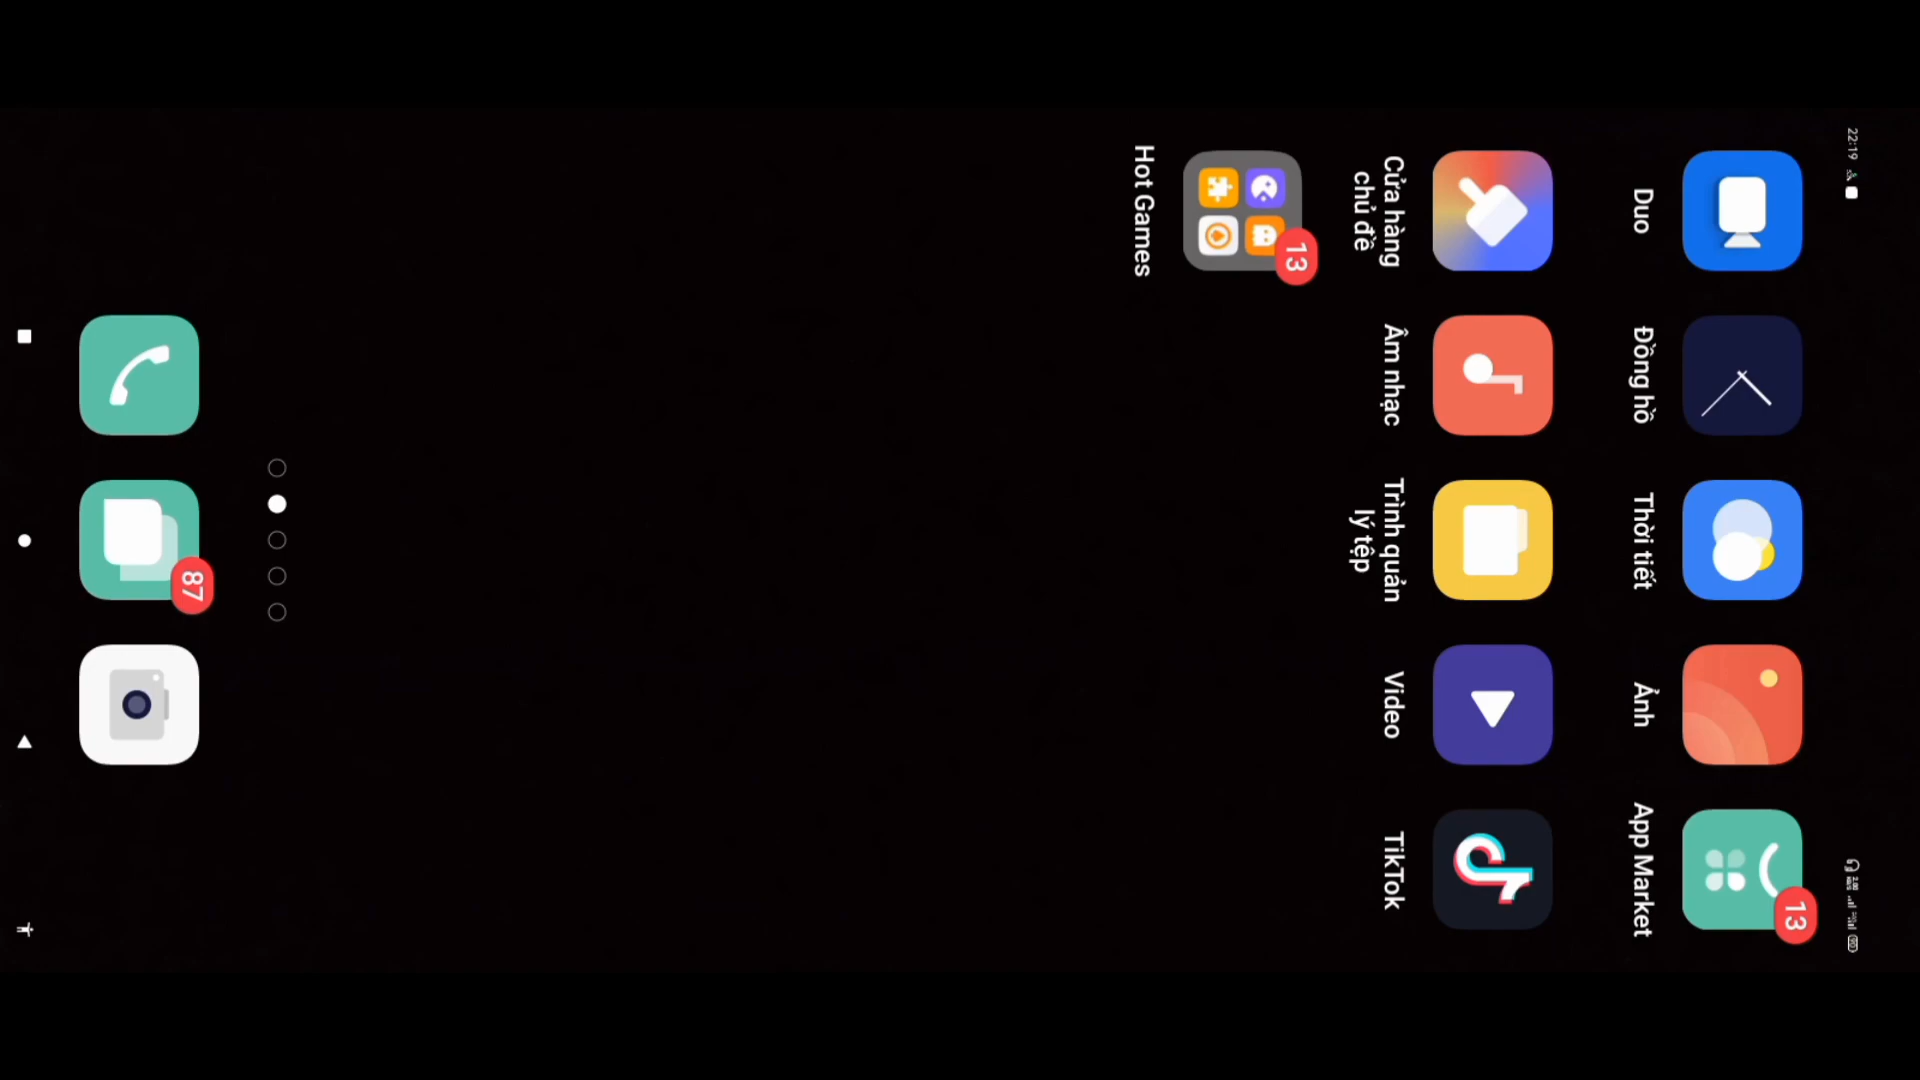 22:19
Duo
Đồng hồ
Thời tiết
Ảnh
App Market
13
Cửa hàng
chủ đề
Âm nhạc
Trình quản
lý tệp
Video
TikTok
Hot Games
13
87